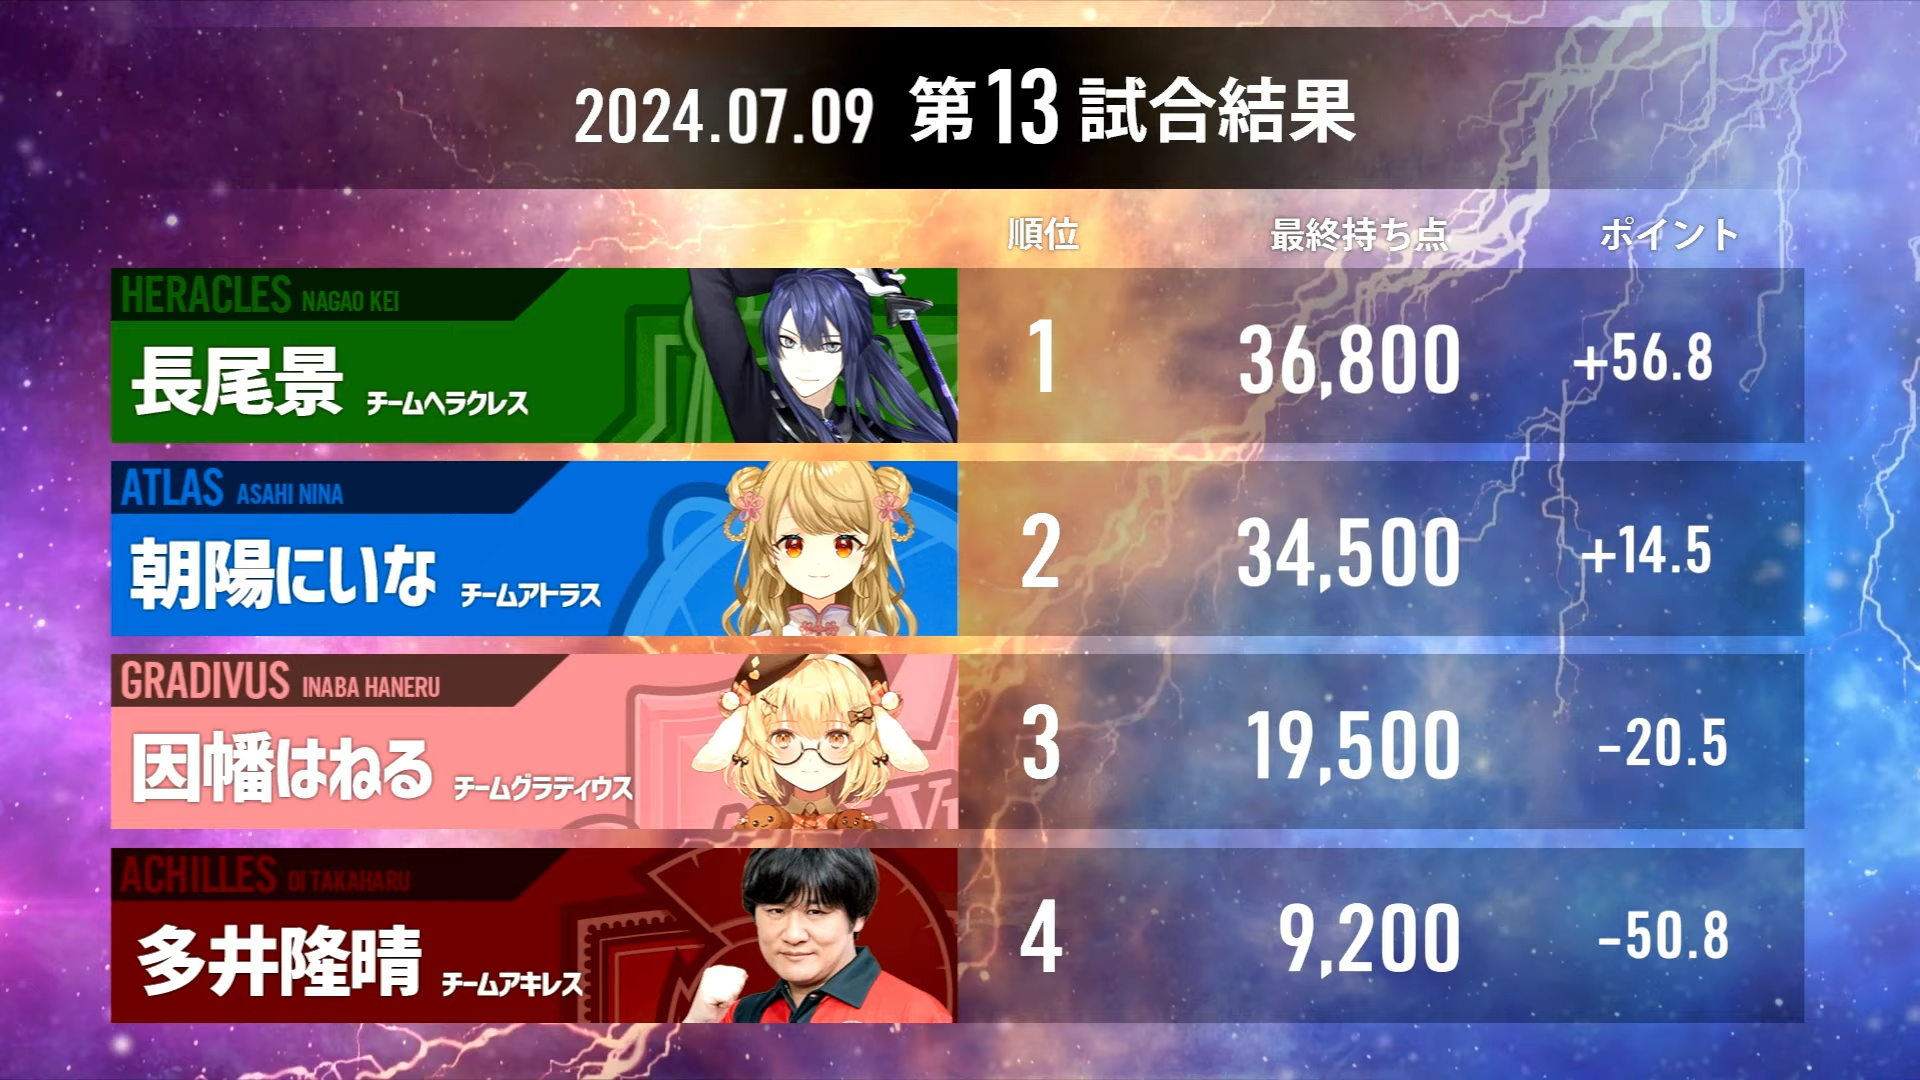 2024.07.09 第13試合結果
順位 最終持ち点 ポイント
HERACLES NAGAO KEI
長尾景 チームヘラクレス
1 36,800 +56.8
ATLAS ASAHI NINA
朝陽にいな チームアトラス
2 34,500 +14.5
GRADIVUS INABA HANERU
因幡はねる チームグラディウス
3 19,500 -20.5
ACHILLES OI TAKAHARU
多井隆晴 チームアキレス
4 9,200 -50.8